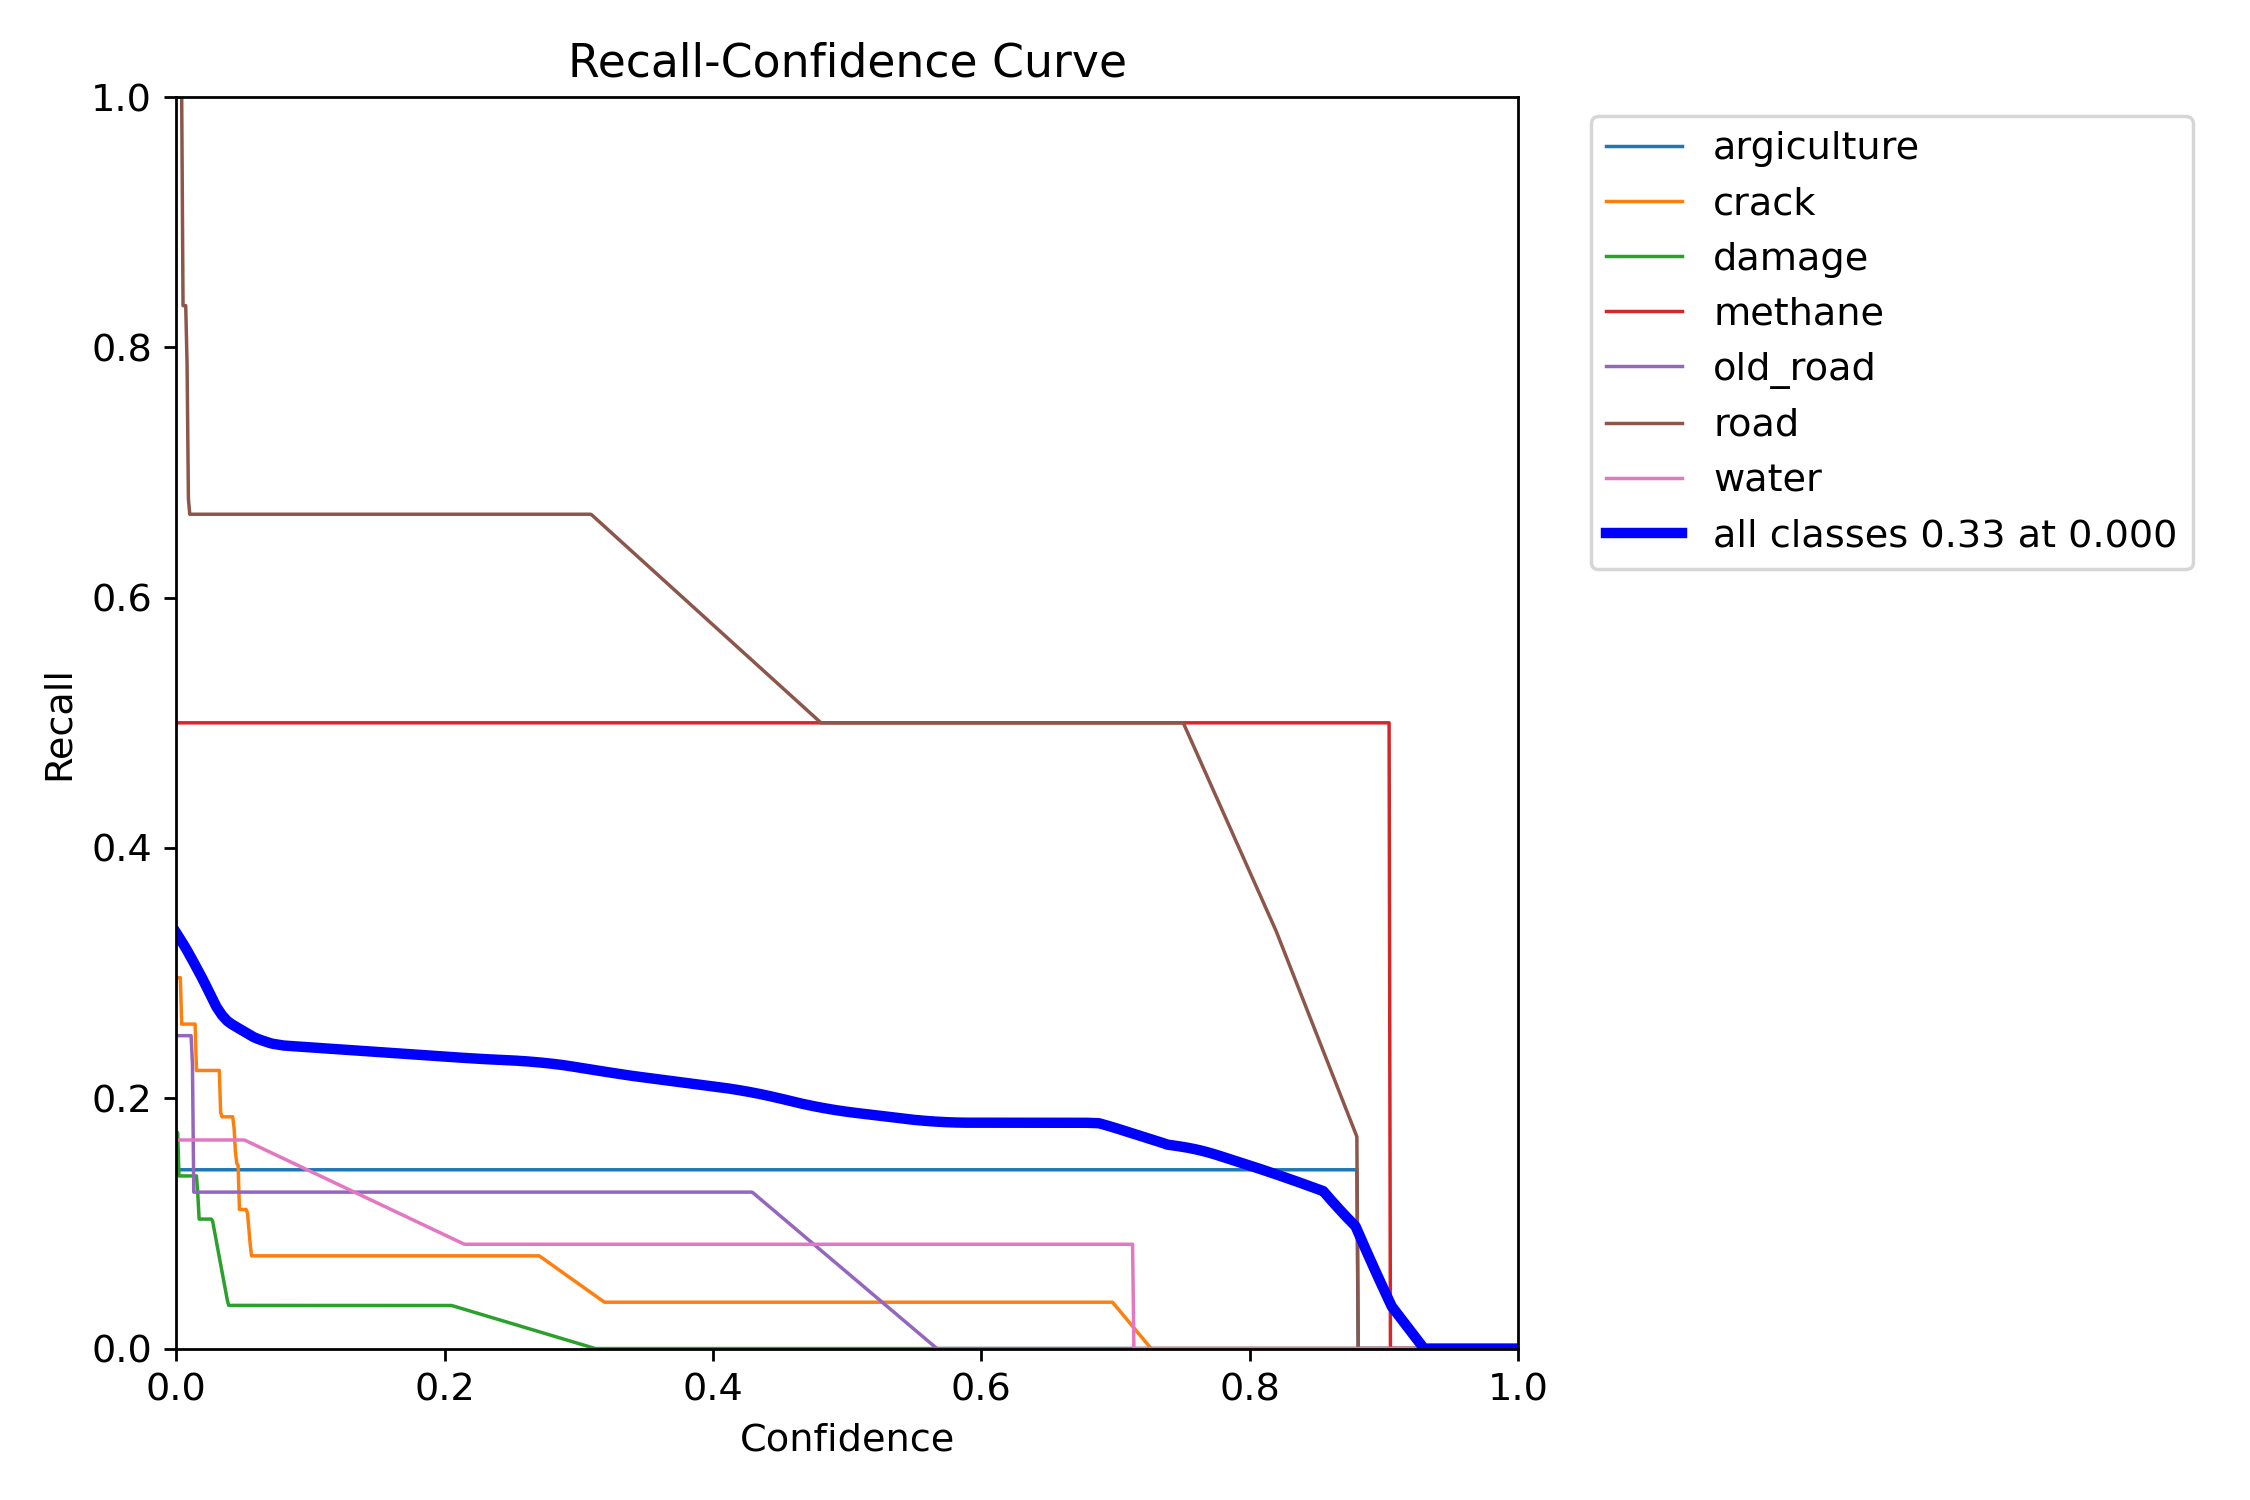 Recall-Confidence Curve
1.0
0.8
0.6
0.4
0.2
0.0
Recall
0.0 0.2 0.4 0.6 0.8 1.0
Confidence
argiculture
crack
damage
methane
old_road
road
water
all classes 0.33 at 0.000